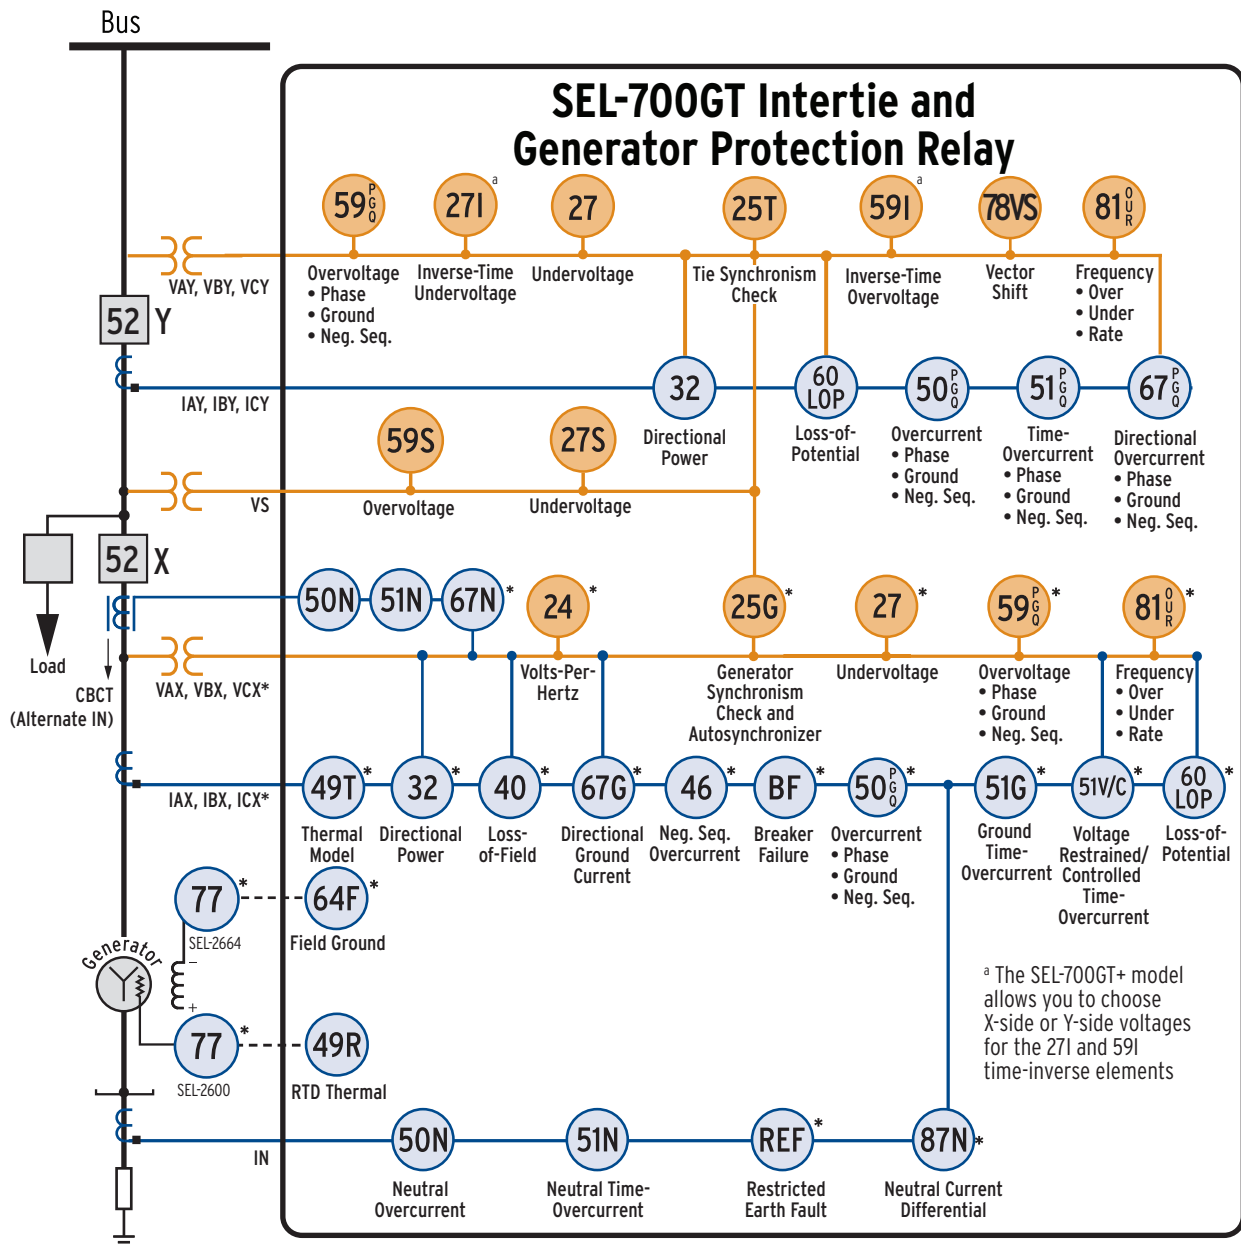 Bus
SEL-700GT Intertie and
Generator Protection Relay
59 P G Q
27I a
27
25T
59I a
78VS
81 O U R
VAY, VBY, VCY
Overvoltage
• Phase
• Ground
• Neg. Seq.
Inverse-Time
Undervoltage
Undervoltage
Tie Synchronism
Check
Inverse-Time
Overvoltage
Vector
Shift
Frequency
• Over
• Under
• Rate
52 Y
IAY, IBY, ICY
32
60
LOP
50 P G Q
51 P G Q
67 P G Q
Directional
Power
Loss-of-
Potential
Overcurrent
• Phase
• Ground
• Neg. Seq.
Time-
Overcurrent
• Phase
• Ground
• Neg. Seq.
Directional
Overcurrent
• Phase
• Ground
• Neg. Seq.
59S
27S
VS
Overvoltage
Undervoltage
52 X
Load
CBCT
(Alternate IN)
50N
51N
67N *
24 *
25G *
27 *
59 P G Q *
81 O U R *
VAX, VBX, VCX*
Volts-Per-
Hertz
Generator
Synchronism
Check and
Autosynchronizer
Undervoltage
Overvoltage
• Phase
• Ground
• Neg. Seq.
Frequency
• Over
• Under
• Rate
IAX, IBX, ICX*
49T *
32 *
40 *
67G *
46 *
BF *
50 P G Q *
51G *
51V/C *
60
LOP *
Thermal
Model
Directional
Power
Loss-
of-Field
Directional
Ground
Current
Neg. Seq.
Overcurrent
Breaker
Failure
Overcurrent
• Phase
• Ground
• Neg. Seq.
Ground
Time-
Overcurrent
Voltage
Restrained/
Controlled
Time-
Overcurrent
Loss-of-
Potential
77 *
SEL-2664
64F *
Field Ground
Generator
−
+
77 *
SEL-2600
49R
RTD Thermal
a The SEL-700GT+ model
allows you to choose
X-side or Y-side voltages
for the 27I and 59I
time-inverse elements
IN
50N
51N
REF *
87N *
Neutral
Overcurrent
Neutral Time-
Overcurrent
Restricted
Earth Fault
Neutral Current
Differential